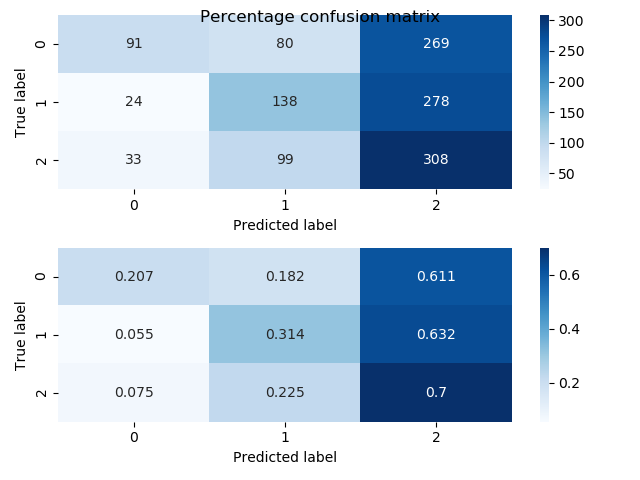 Percentage confusion matrix
True label
0 91 80 269
1 24 138 278
2 33 99 308
0 1 2
Predicted label
300
250
200
150
100
50
True label
0 0.207 0.182 0.611
1 0.055 0.314 0.632
2 0.075 0.225 0.7
0 1 2
Predicted label
0.6
0.4
0.2